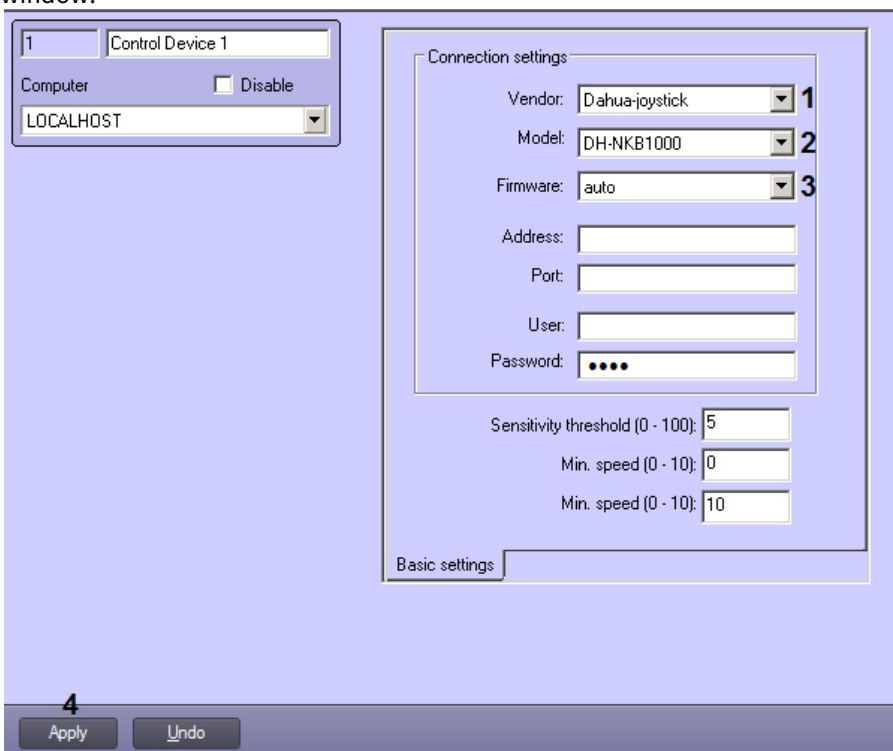 window.
1 Control Device 1
Computer Disable
LOCALHOST
Connection settings
Vendor: Dahua-joystick 1
Model: DH-NKB1000 2
Firmware: auto 3
Address:
Port:
User:
Password: ••••
Sensitivity threshold (0 - 100): 5
Min. speed (0 - 10): 0
Min. speed (0 - 10): 10
Basic settings
4
Apply Undo